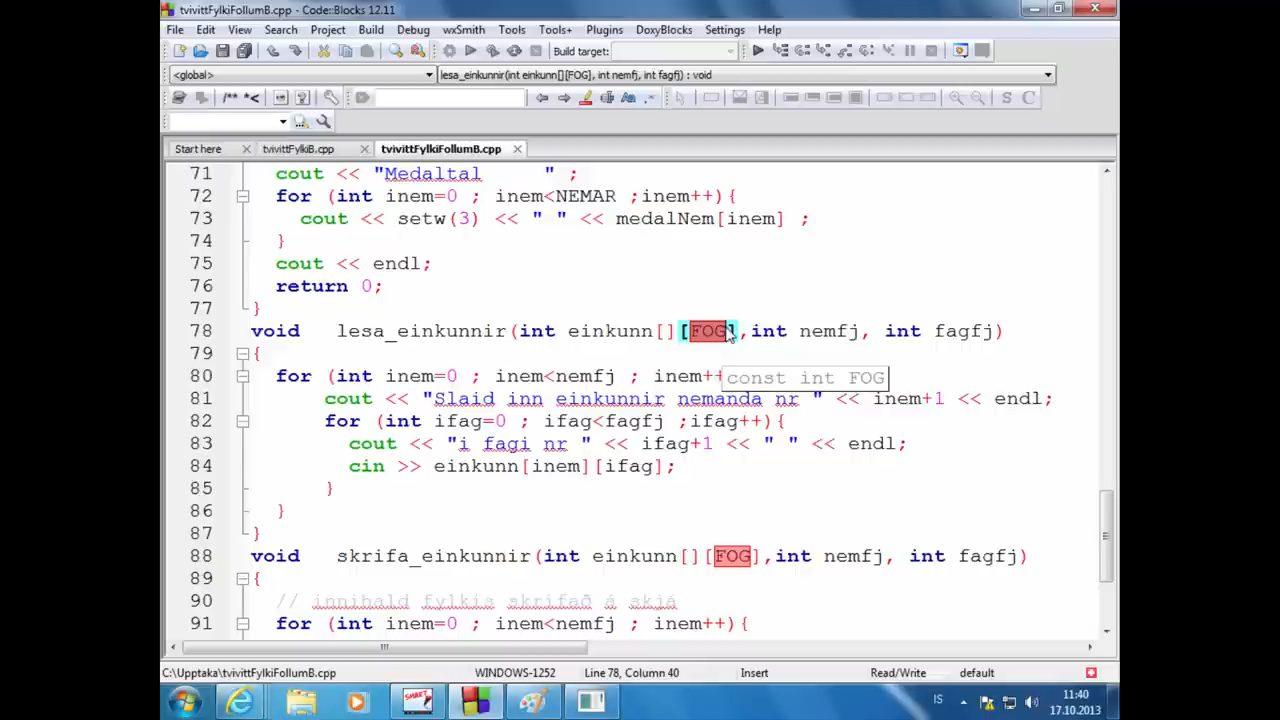 tvivittFylkiFollumB.cpp - Code::Blocks 12.11
File Edit View Search Project Build Debug wxSmith Tools Tools+ Plugins DoxyBlocks Settings Help
Build target:
<global> lesa_einkunnir(int einkunn[][FOG], int nemfj, int fagfj) : void
/** *< Aa .* S C
Start here tvivittFylkiB.cpp tvivittFylkiFollumB.cpp
71 cout << "Medaltal " ;
72 for (int inem=0 ; inem<NEMAR ;inem++){
73 cout << setw(3) << " " << medalNem[inem] ;
74 }
75 cout << endl;
76 return 0;
77 }
78 void lesa_einkunnir(int einkunn[][FOG],int nemfj, int fagfj)
79 {
80 for (int inem=0 ; inem<nemfj ; inem++
const int FOG
81 cout << "Slaid inn einkunnir nemanda nr " << inem+1 << endl;
82 for (int ifag=0 ; ifag<fagfj ;ifag++){
83 cout << "i fagi nr " << ifag+1 << " " << endl;
84 cin >> einkunn[inem][ifag];
85 }
86 }
87 }
88 void skrifa_einkunnir(int einkunn[][FOG],int nemfj, int fagfj)
89 {
90 // innihald fylkis skrifað á skjá
91 for (int inem=0 ; inem<nemfj ; inem++){
C:\Upptaka\tvivittFylkiFollumB.cpp WINDOWS-1252 Line 78, Column 40 Insert Read/Write default
SMART IS 11:40
17.10.2013